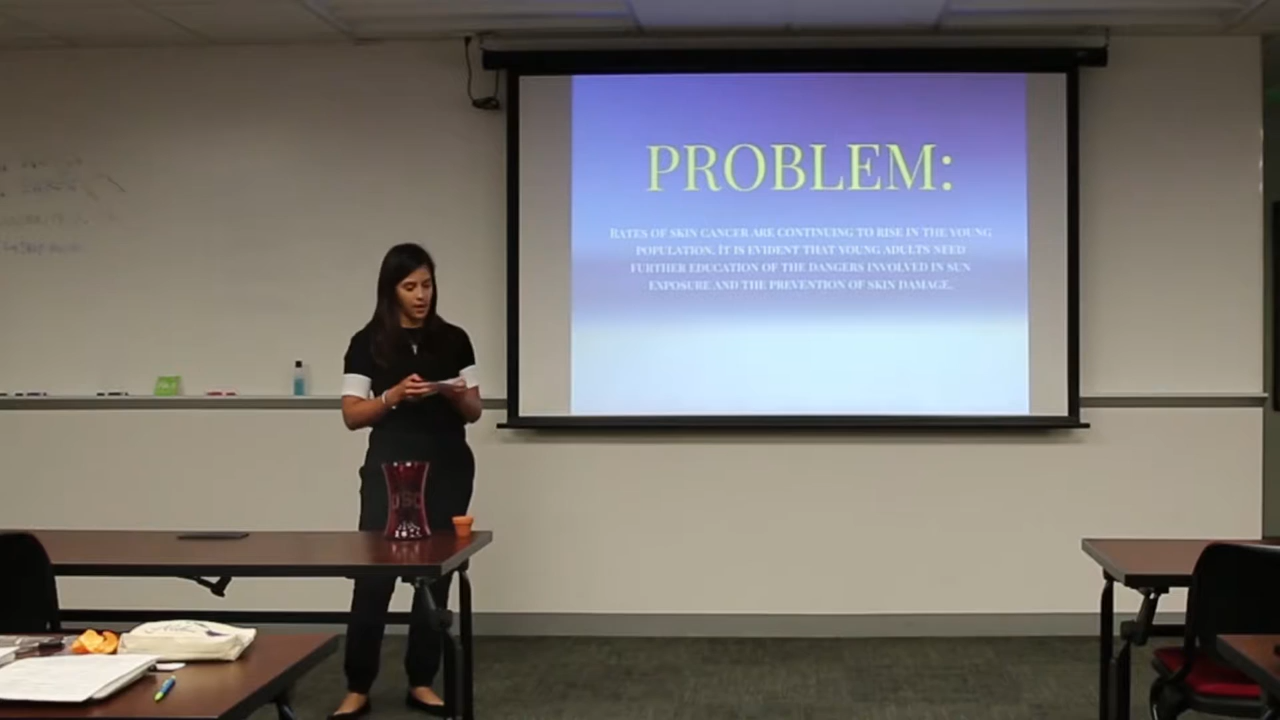 PROBLEM:
RATES OF SKIN CANCER ARE CONTINUING TO RISE IN THE YOUNG
POPULATION. IT IS EVIDENT THAT YOUNG ADULTS NEED
FURTHER EDUCATION OF THE DANGERS INVOLVED IN SUN
EXPOSURE AND THE PREVENTION OF SKIN DAMAGE.
USC